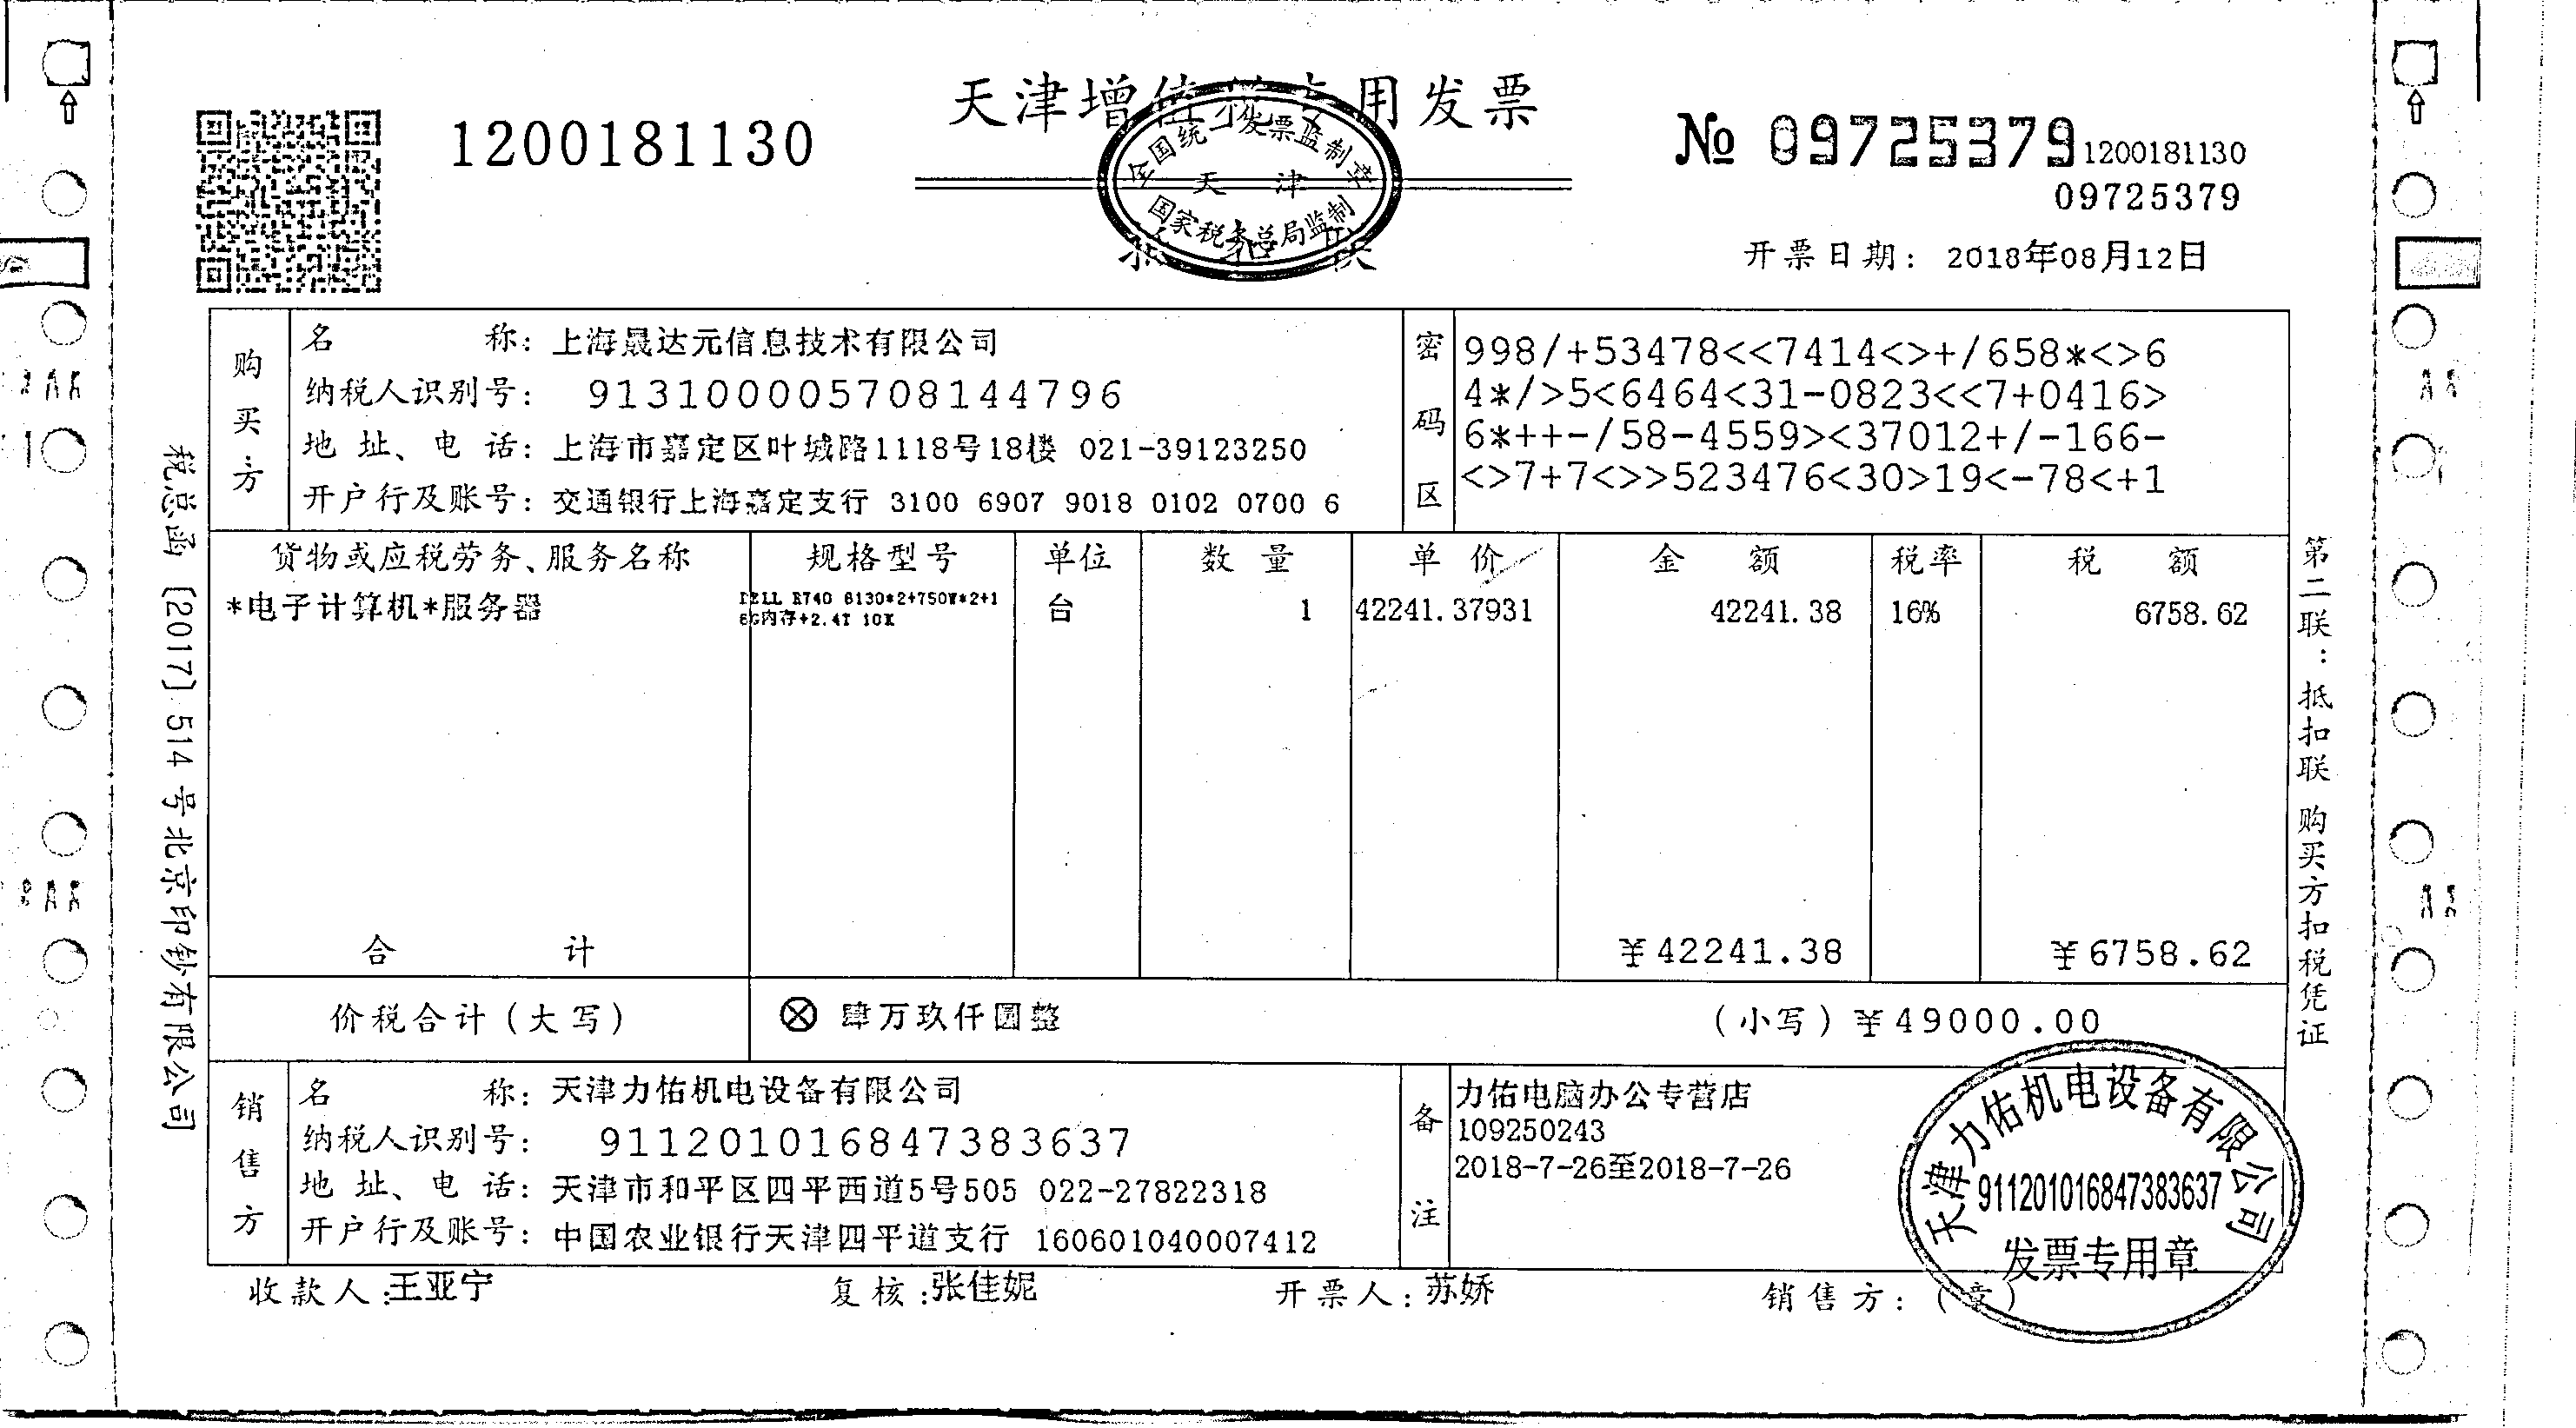 天津增值税专用发票
1200181130
№ 09725379
1200181130
09725379
全国统一发票监制章
天 津
国家税务总局监制
开票日期: 2018年08月12日
税总函〔2017〕514号北京印钞有限公司
购买方
名 称: 上海晟达元信息技术有限公司
纳税人识别号: 913100005708144796
地 址、电 话: 上海市嘉定区叶城路1118号18楼 021-39123250
开户行及账号: 交通银行上海嘉定支行 3100 6907 9018 0102 0700 6
密码区
998/+53478<<7414<>+/658*<>6
4*/>5<6464<31-0823<<7+0416>
6*++-/58-4559><37012+/-166-
<>7+7<>>523476<30>19<-78<+1
货物或应税劳务、服务名称 规格型号 单位 数 量 单 价 金 额 税率 税 额
*电子计算机*服务器 DELL R740 6130*2+750W*2+1 台 1 42241.37931 42241.38 16% 6758.62
6G内存+2.4T 10K
合 计 ¥42241.38 ¥6758.62
价税合计(大写) ⊗ 肆万玖仟圆整 (小写) ¥49000.00
销售方
名 称: 天津力佑机电设备有限公司
纳税人识别号: 911201016847383637
地 址、电 话: 天津市和平区四平西道5号505 022-27822318
开户行及账号: 中国农业银行天津四平道支行 160601040007412
备注
力佑电脑办公专营店
109250243
2018-7-26至2018-7-26
天津力佑机电设备有限公司
911201016847383637
发票专用章
收款人:王亚宁 复核:张佳妮 开票人:苏娇 销售方:(章)
第二联:抵扣联 购买方扣税凭证